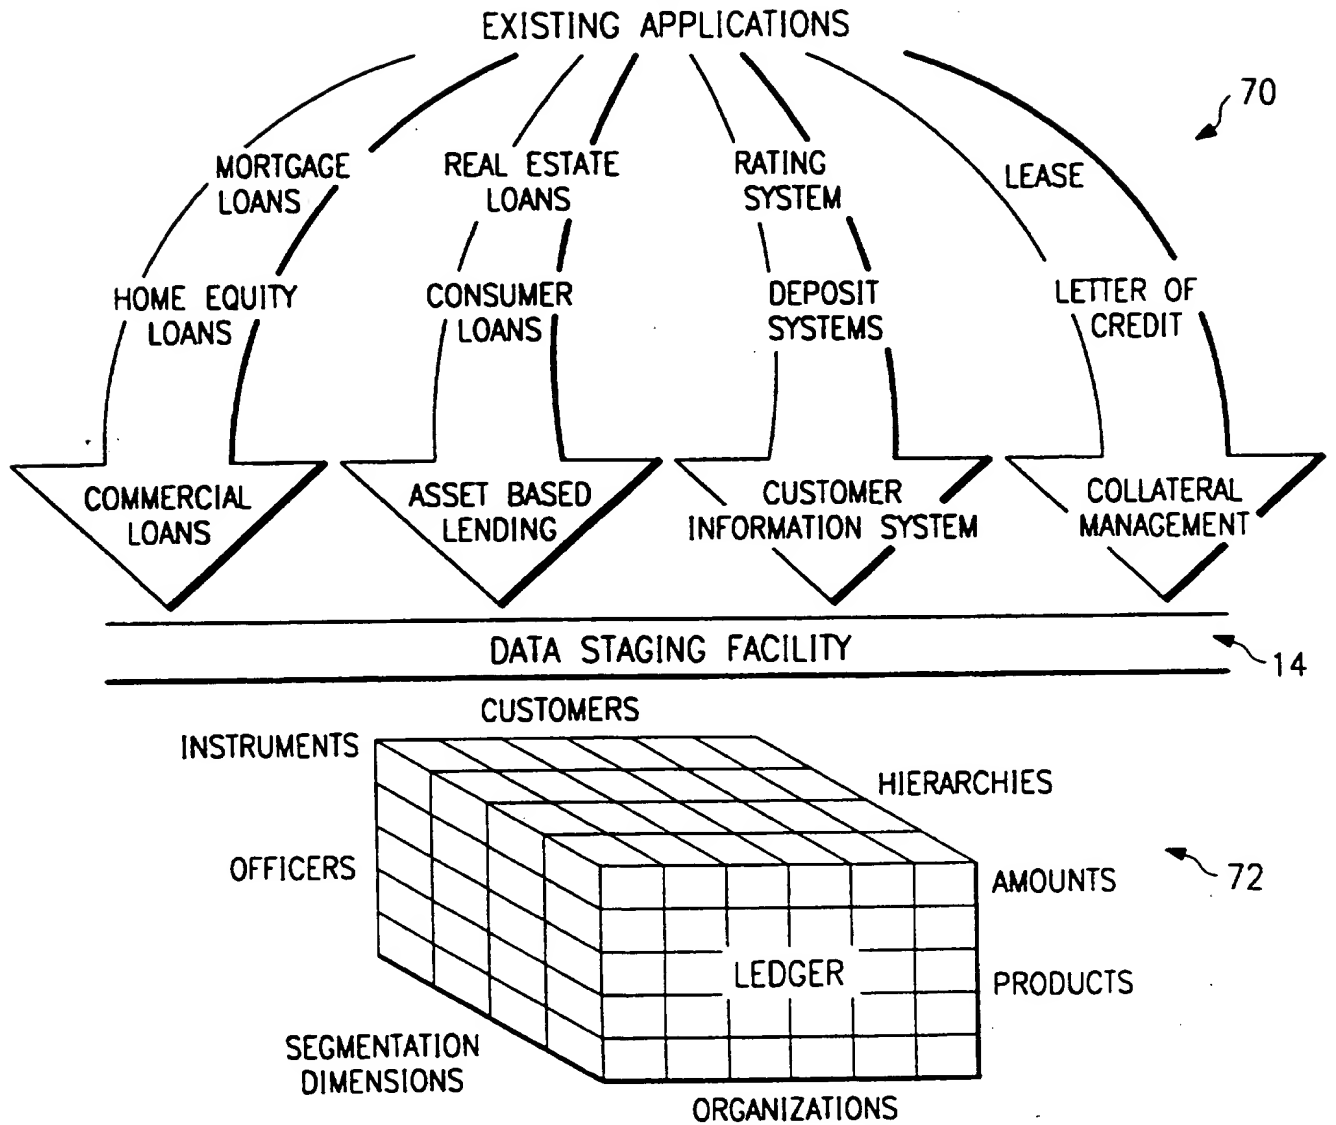 EXISTING APPLICATIONS
70
MORTGAGE
LOANS
REAL ESTATE
LOANS
RATING
SYSTEM
LEASE
HOME EQUITY
LOANS
CONSUMER
LOANS
DEPOSIT
SYSTEMS
LETTER OF
CREDIT
COMMERCIAL
LOANS
ASSET BASED
LENDING
CUSTOMER
INFORMATION SYSTEM
COLLATERAL
MANAGEMENT
DATA STAGING FACILITY
14
CUSTOMERS
INSTRUMENTS
HIERARCHIES
OFFICERS
AMOUNTS
72
LEDGER
PRODUCTS
SEGMENTATION
DIMENSIONS
ORGANIZATIONS